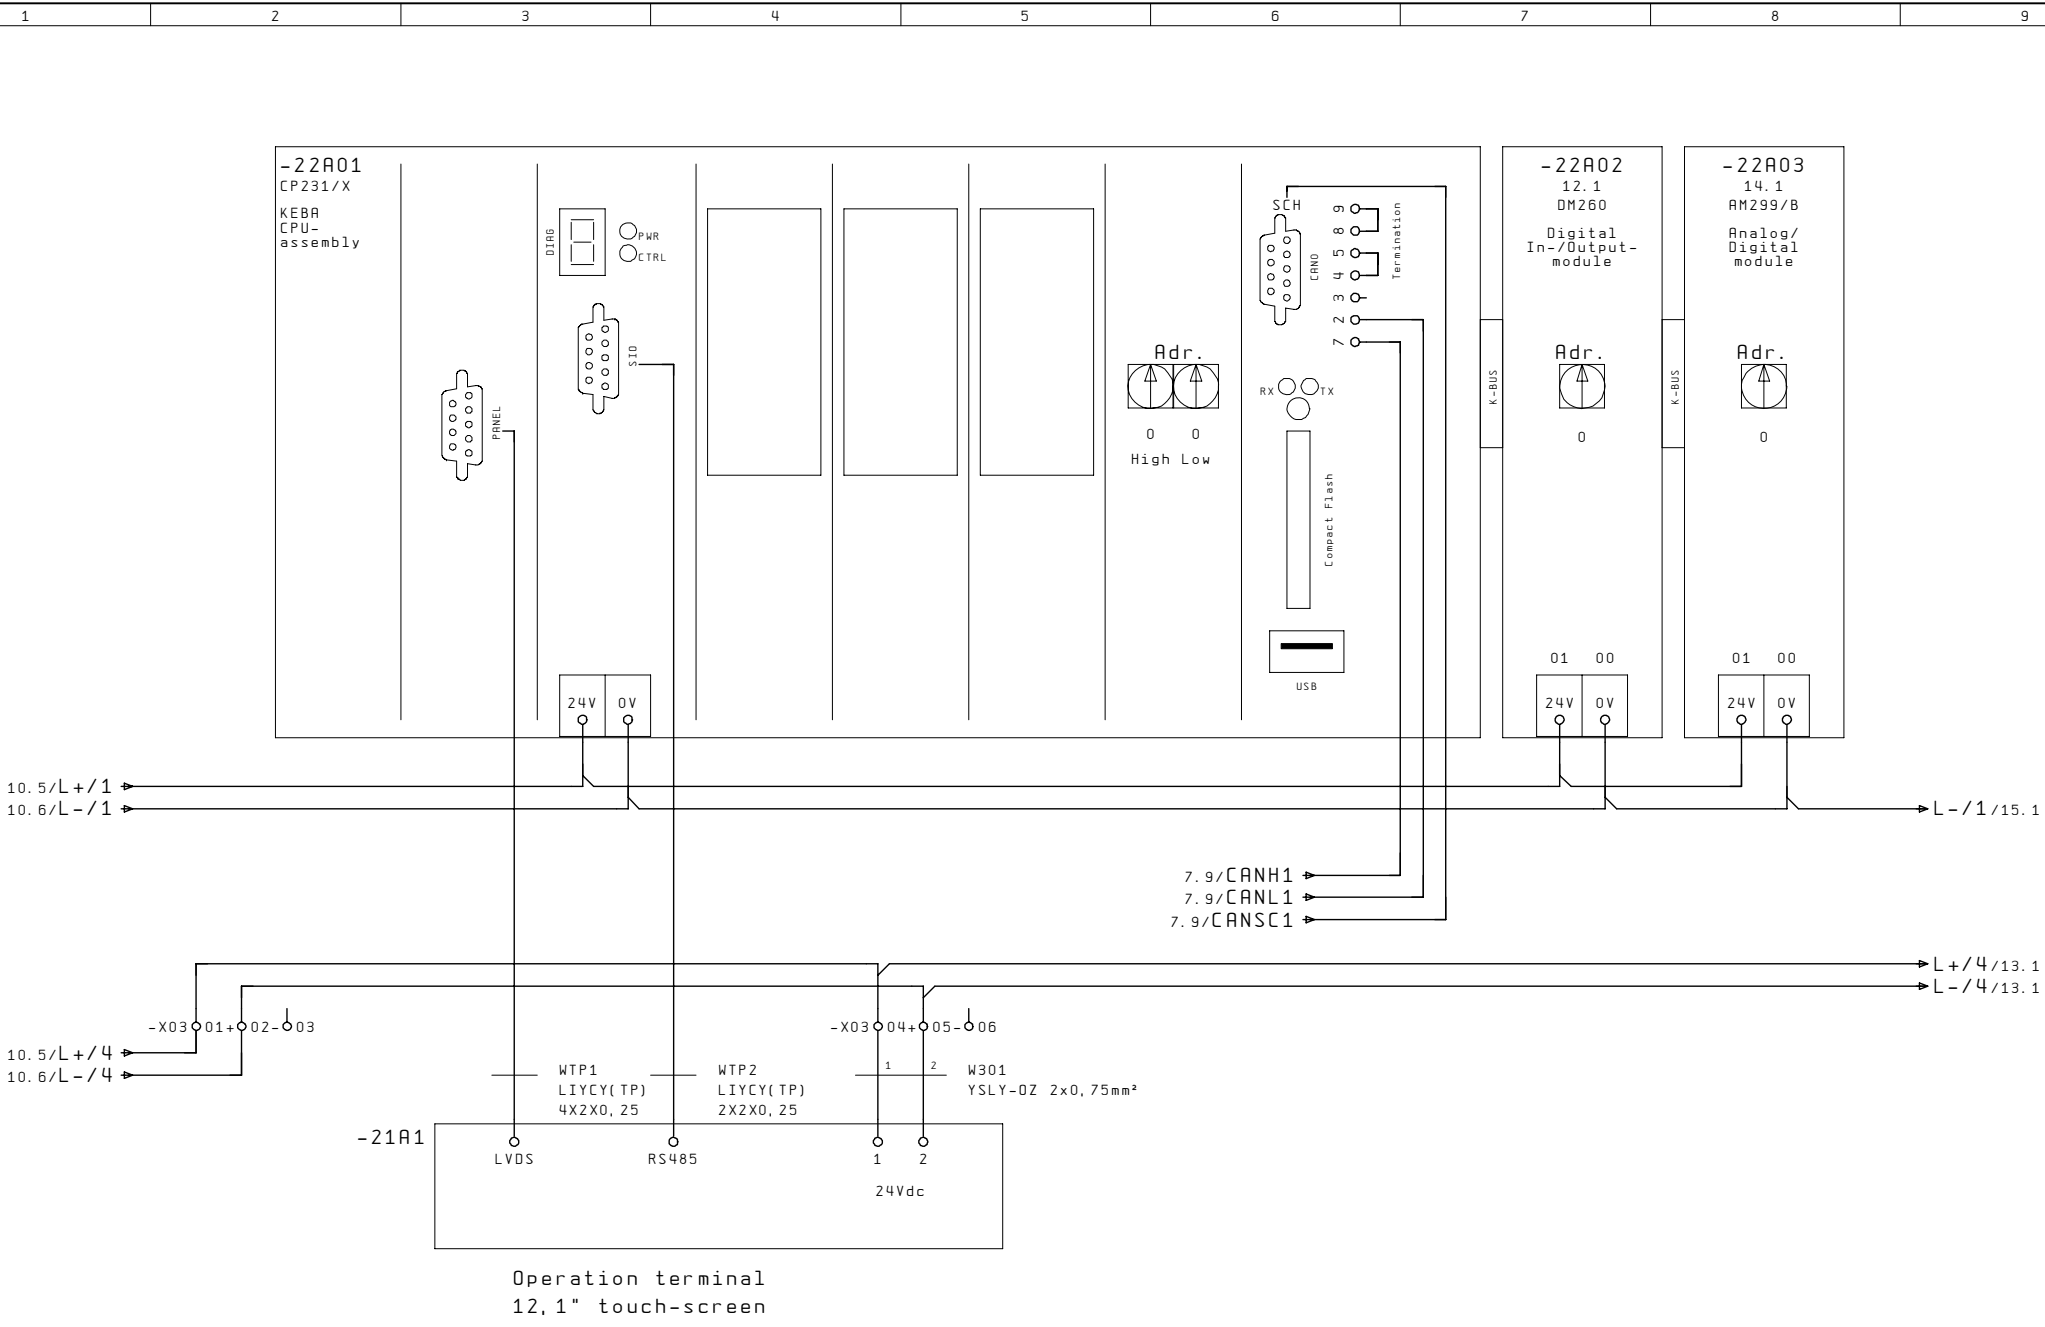 1 2 3 4 5 6 7 8 9
-22A01
CP231/X
KEBA
CPU-
assembly
DIAG
PWR
CTRL
SIO
PANEL
Adr.
0 0
High Low
SCH
CAN0
9
8
5
4
3
2
7
Termination
RX TX
Compact Flash
USB
24V 0V
K-BUS
-22A02
12.1
DM260
Digital
In-/Output-
module
Adr.
0
01 00
24V 0V
K-BUS
-22A03
14.1
AM299/B
Analog/
Digital
module
Adr.
0
01 00
24V 0V
10.5/L+/1
10.6/L-/1
L-/1/15.1
7.9/CANH1
7.9/CANL1
7.9/CANSC1
L+/4/13.1
L-/4/13.1
-X03 01+ 02- 03
-X03 04+ 05- 06
10.5/L+/4
10.6/L-/4
WTP1
LIYCY(TP)
4X2X0,25
WTP2
LIYCY(TP)
2X2X0,25
1 2
W301
YSLY-OZ 2x0,75mm²
-21A1
LVDS RS485 1 2
24Vdc
Operation terminal
12,1" touch-screen